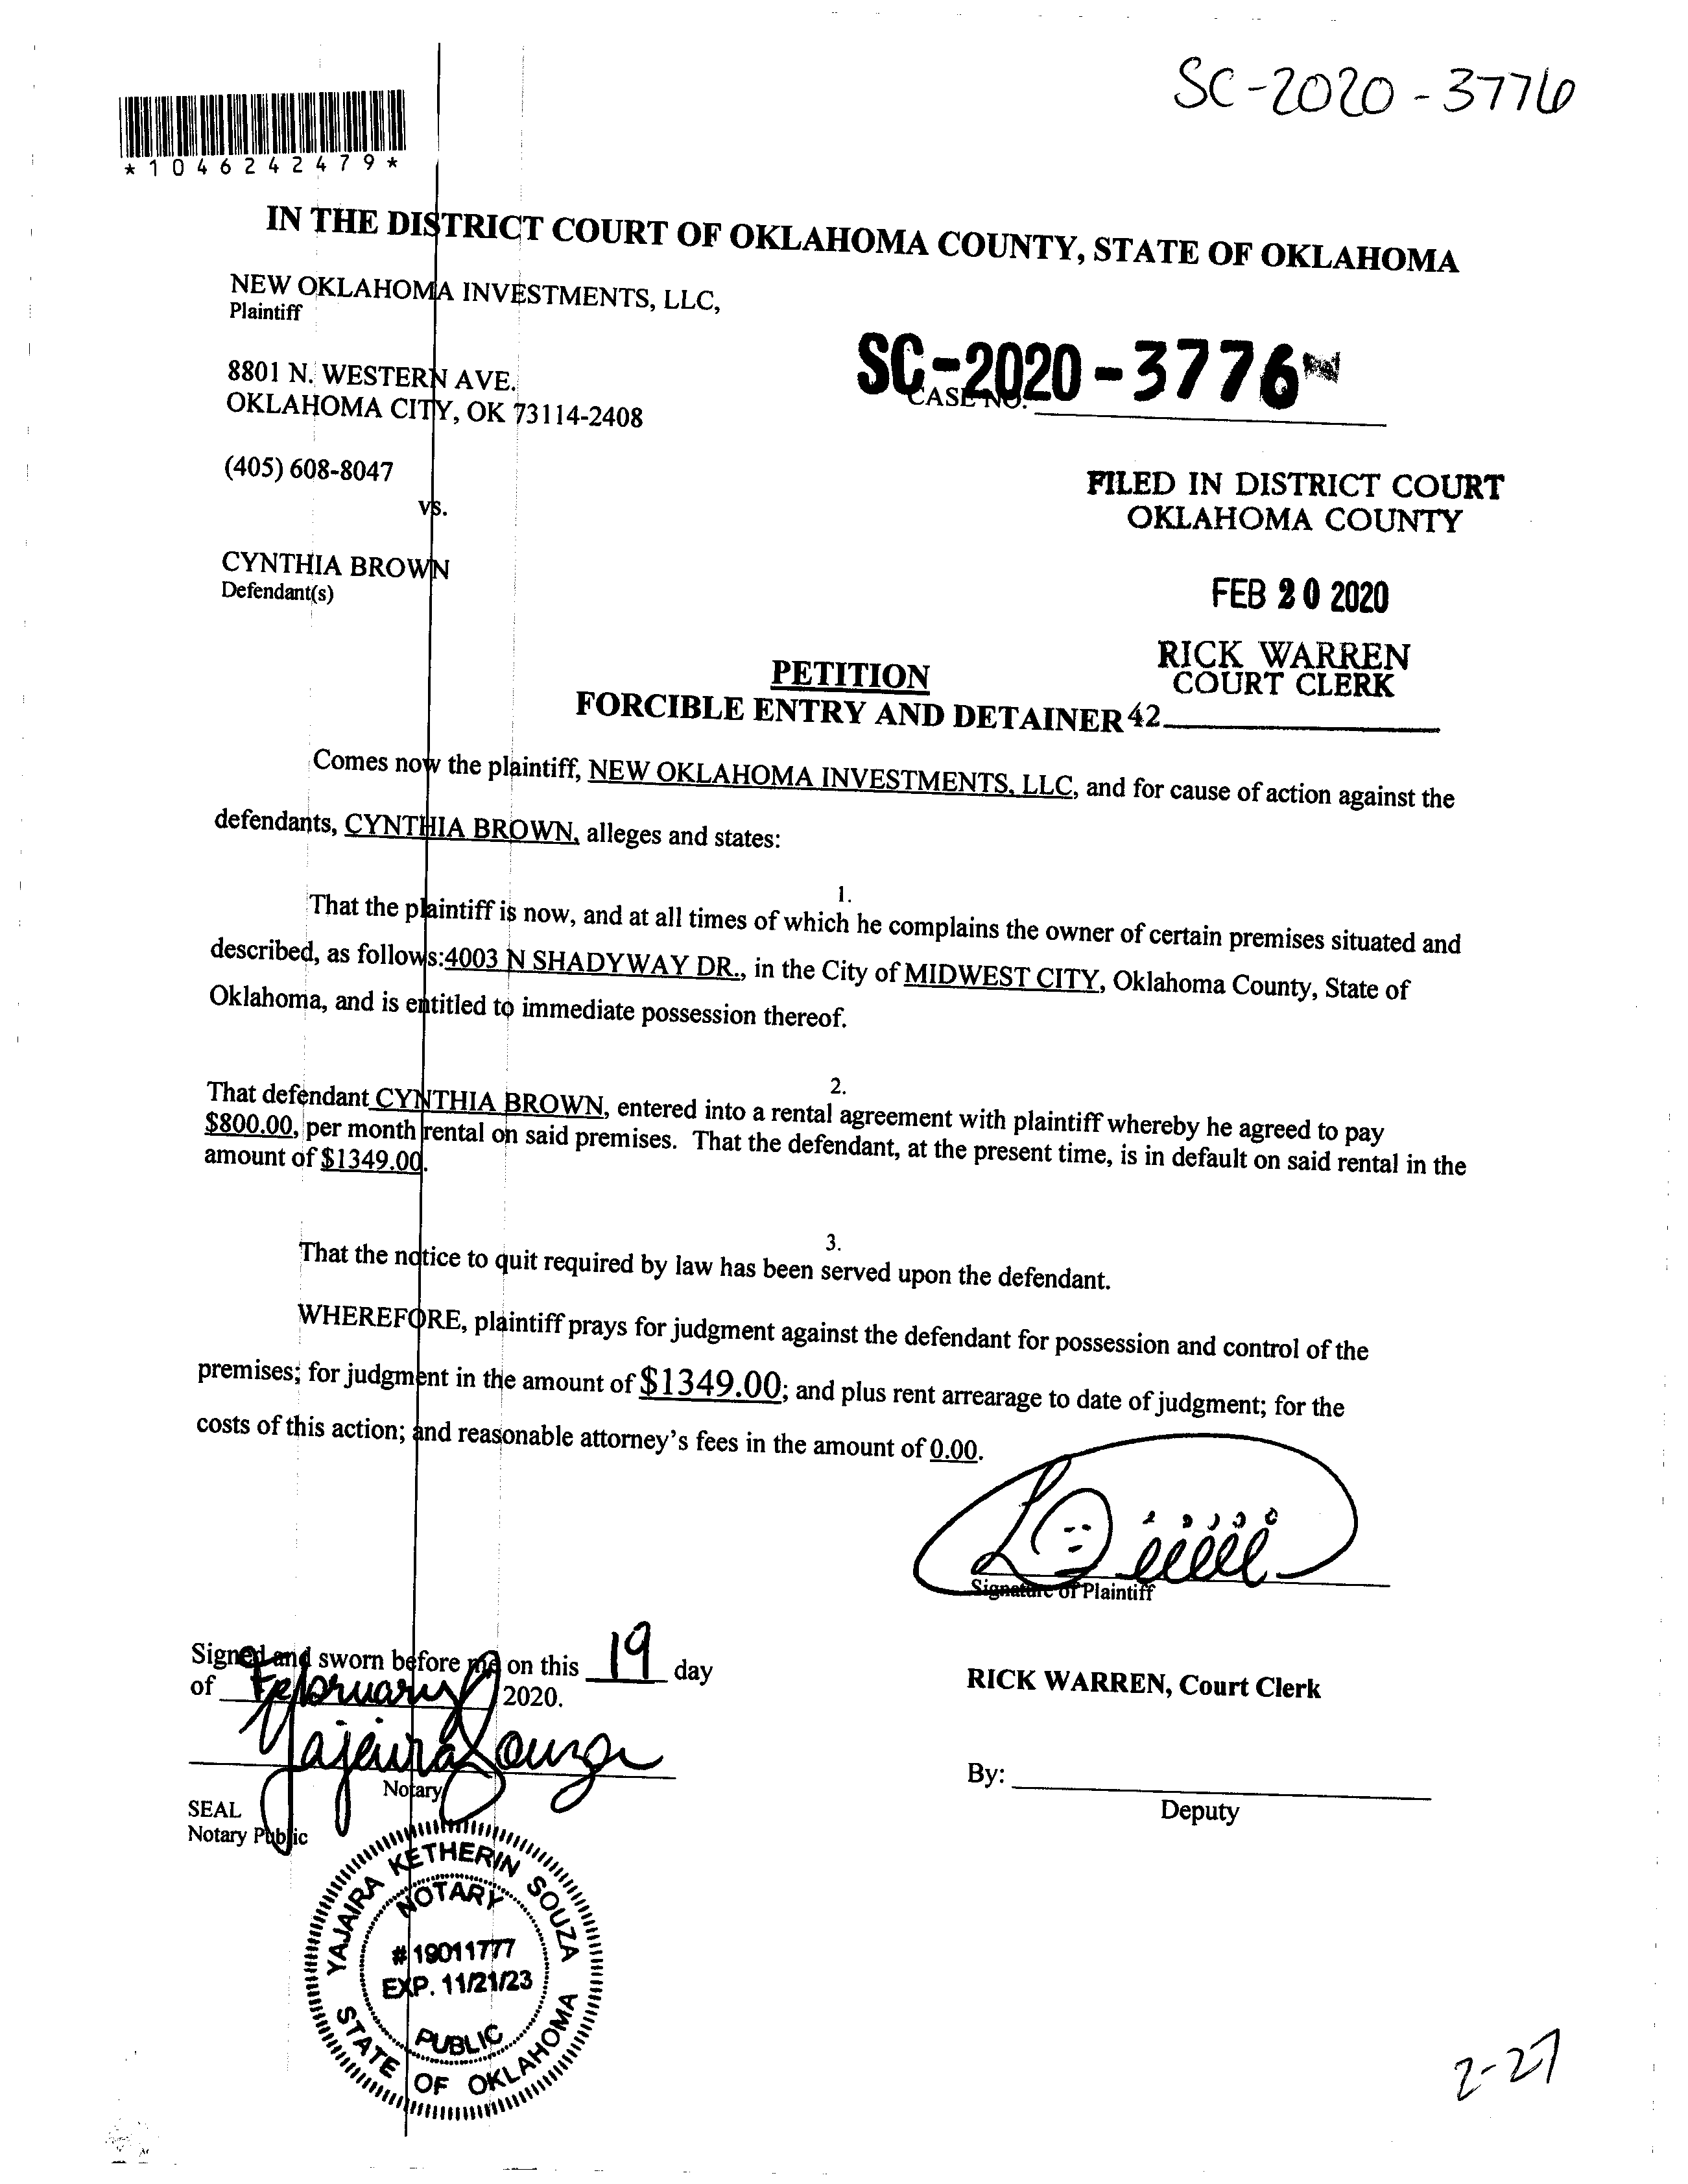 SC-2020-3776
*1046242479*
IN THE DISTRICT COURT OF OKLAHOMA COUNTY, STATE OF OKLAHOMA
NEW OKLAHOMA INVESTMENTS, LLC,
Plaintiff
8801 N. WESTERN AVE.
OKLAHOMA CITY, OK 73114-2408
SC-2020-3776
CASE NO.
(405) 608-8047
vs.
FILED IN DISTRICT COURT
OKLAHOMA COUNTY
CYNTHIA BROWN
Defendant(s)
FEB 20 2020
RICK WARREN
COURT CLERK
PETITION
FORCIBLE ENTRY AND DETAINER
42
Comes now the plaintiff, NEW OKLAHOMA INVESTMENTS, LLC, and for cause of action against the
defendants, CYNTHIA BROWN, alleges and states:
1.
That the plaintiff is now, and at all times of which he complains the owner of certain premises situated and
described, as follows:4003 N SHADYWAY DR., in the City of MIDWEST CITY, Oklahoma County, State of
Oklahoma, and is entitled to immediate possession thereof.
2.
That defendant CYNTHIA BROWN, entered into a rental agreement with plaintiff whereby he agreed to pay
$800.00, per month rental on said premises. That the defendant, at the present time, is in default on said rental in the
amount of $1349.00.
3.
That the notice to quit required by law has been served upon the defendant.
WHEREFORE, plaintiff prays for judgment against the defendant for possession and control of the
premises; for judgment in the amount of $1349.00; and plus rent arrearage to date of judgment; for the
costs of this action; and reasonable attorney's fees in the amount of 0.00.
Signature of Plaintiff
Signed and sworn before me on this 19 day
of February 2020.
Yajaira Souza
Notary
SEAL
Notary Public
RICK WARREN, Court Clerk
By:
Deputy
YAJAIRA KETHERIN SOUZA
NOTARY
#19011777
EXP. 11/21/23
PUBLIC
STATE OF OKLAHOMA
2-27